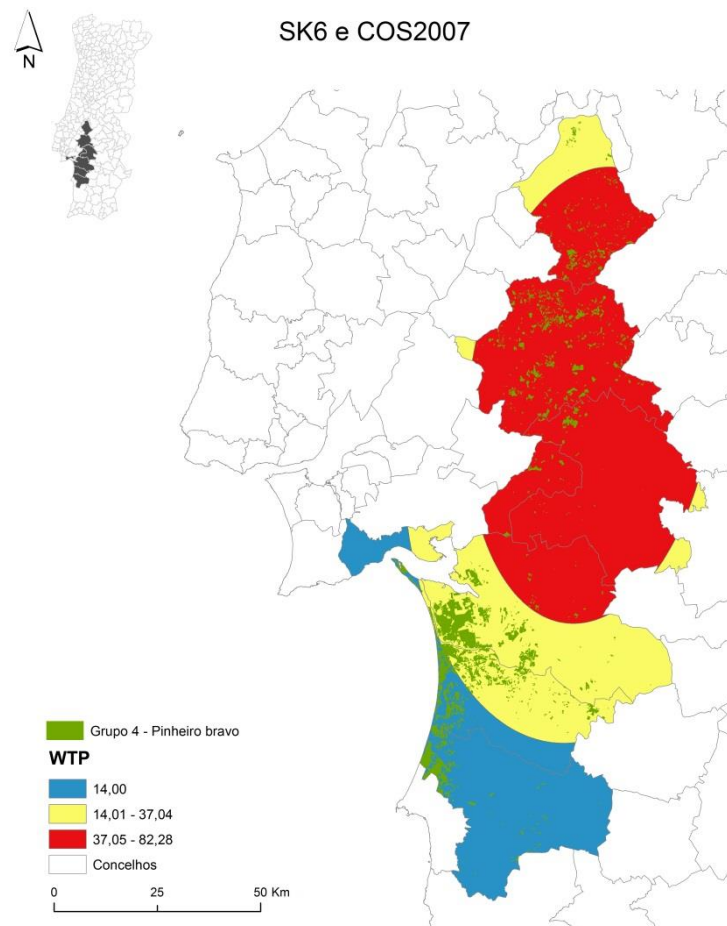 SK6 e COS2007
N
Grupo 4 - Pinheiro bravo
WTP
14,00
14,01 - 37,04
37,05 - 82,28
Concelhos
0 25 50 Km